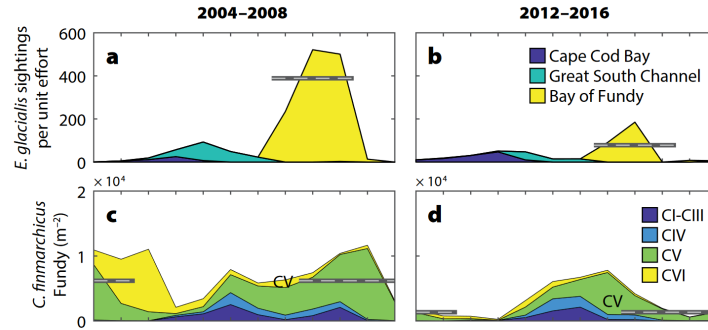 2004–2008
2012–2016
E. glacialis sightings
per unit effort
600
400
200
0
a
b
Cape Cod Bay
Great South Channel
Bay of Fundy
C. finmarchicus
Fundy (m⁻²)
× 10⁴
2
1
0
c
CV
× 10⁴
d
CV
CI-CIII
CIV
CV
CVI